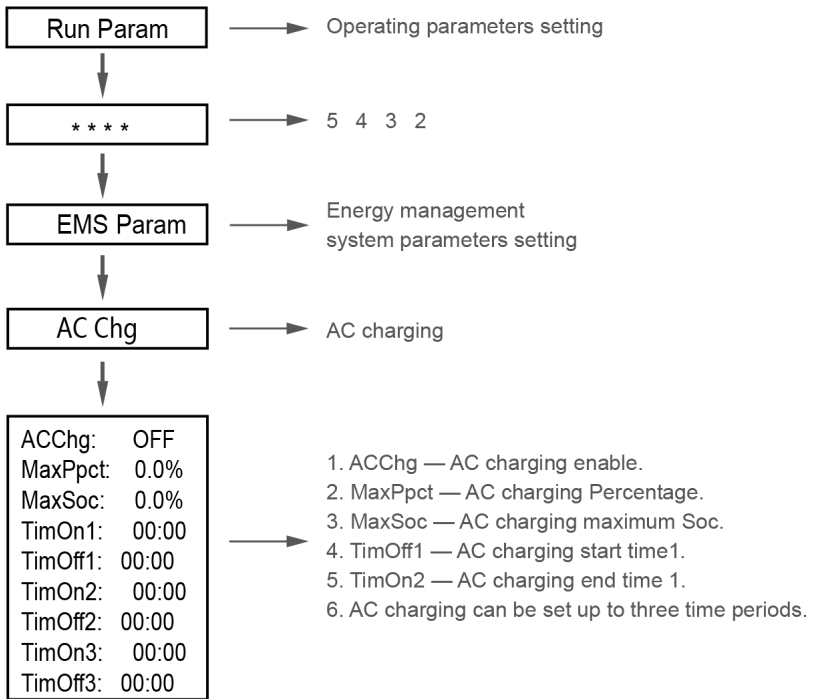 Run Param
Operating parameters setting
* * * *
5 4 3 2
EMS Param
Energy management
system parameters setting
AC Chg
AC charging
ACChg: OFF
MaxPpct: 0.0%
MaxSoc: 0.0%
TimOn1: 00:00
TimOff1: 00:00
TimOn2: 00:00
TimOff2: 00:00
TimOn3: 00:00
TimOff3: 00:00
1. ACChg — AC charging enable.
2. MaxPpct — AC charging Percentage.
3. MaxSoc — AC charging maximum Soc.
4. TimOff1 — AC charging start time1.
5. TimOn2 — AC charging end time 1.
6. AC charging can be set up to three time periods.